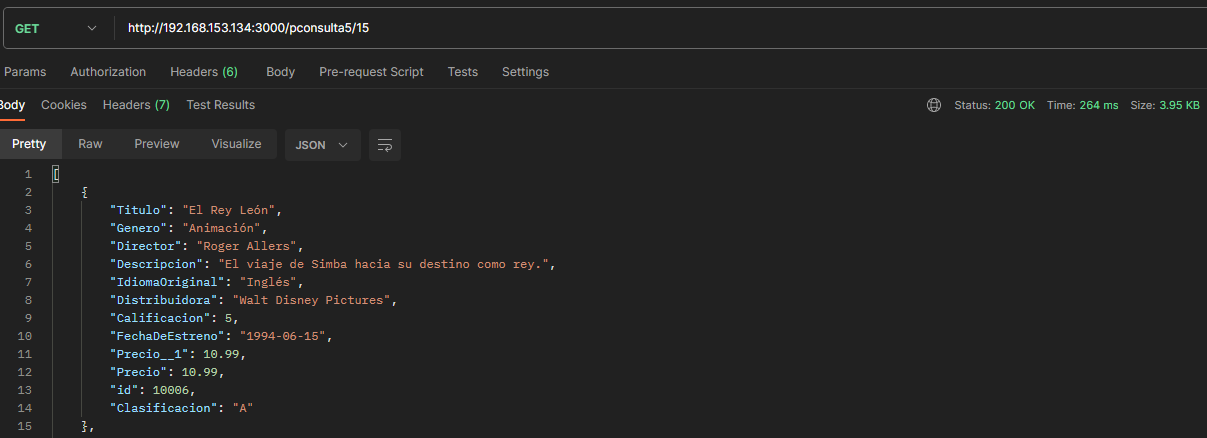 GET http://192.168.153.134:3000/pconsulta5/15
Params Authorization Headers (6) Body Pre-request Script Tests Settings
Body Cookies Headers (7) Test Results Status: 200 OK Time: 264 ms Size: 3.95 KB
Pretty Raw Preview Visualize JSON
1 [
2 {
3 "Titulo": "El Rey León",
4 "Genero": "Animación",
5 "Director": "Roger Allers",
6 "Descripcion": "El viaje de Simba hacia su destino como rey.",
7 "IdiomaOriginal": "Inglés",
8 "Distribuidora": "Walt Disney Pictures",
9 "Calificacion": 5,
10 "FechaDeEstreno": "1994-06-15",
11 "Precio__1": 10.99,
12 "Precio": 10.99,
13 "id": 10006,
14 "Clasificacion": "A"
15 },